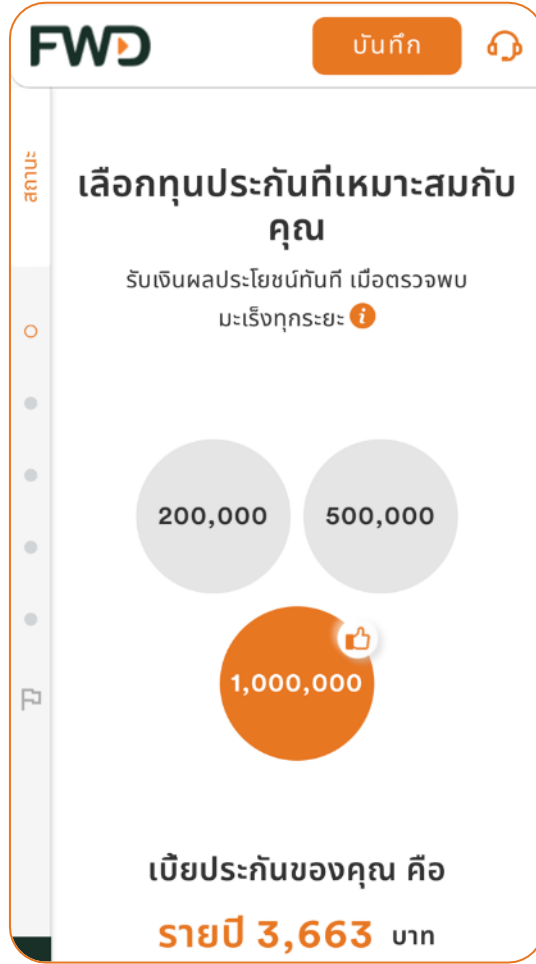 FWD
บันทึก
สถานะ
เลือกทุนประกันที่เหมาะสมกับ
คุณ
รับเงินผลประโยชน์ทันที เมื่อตรวจพบ
มะเร็งทุกระยะ i
200,000
500,000
1,000,000
เบี้ยประกันของคุณ คือ
รายปี 3,663 บาท